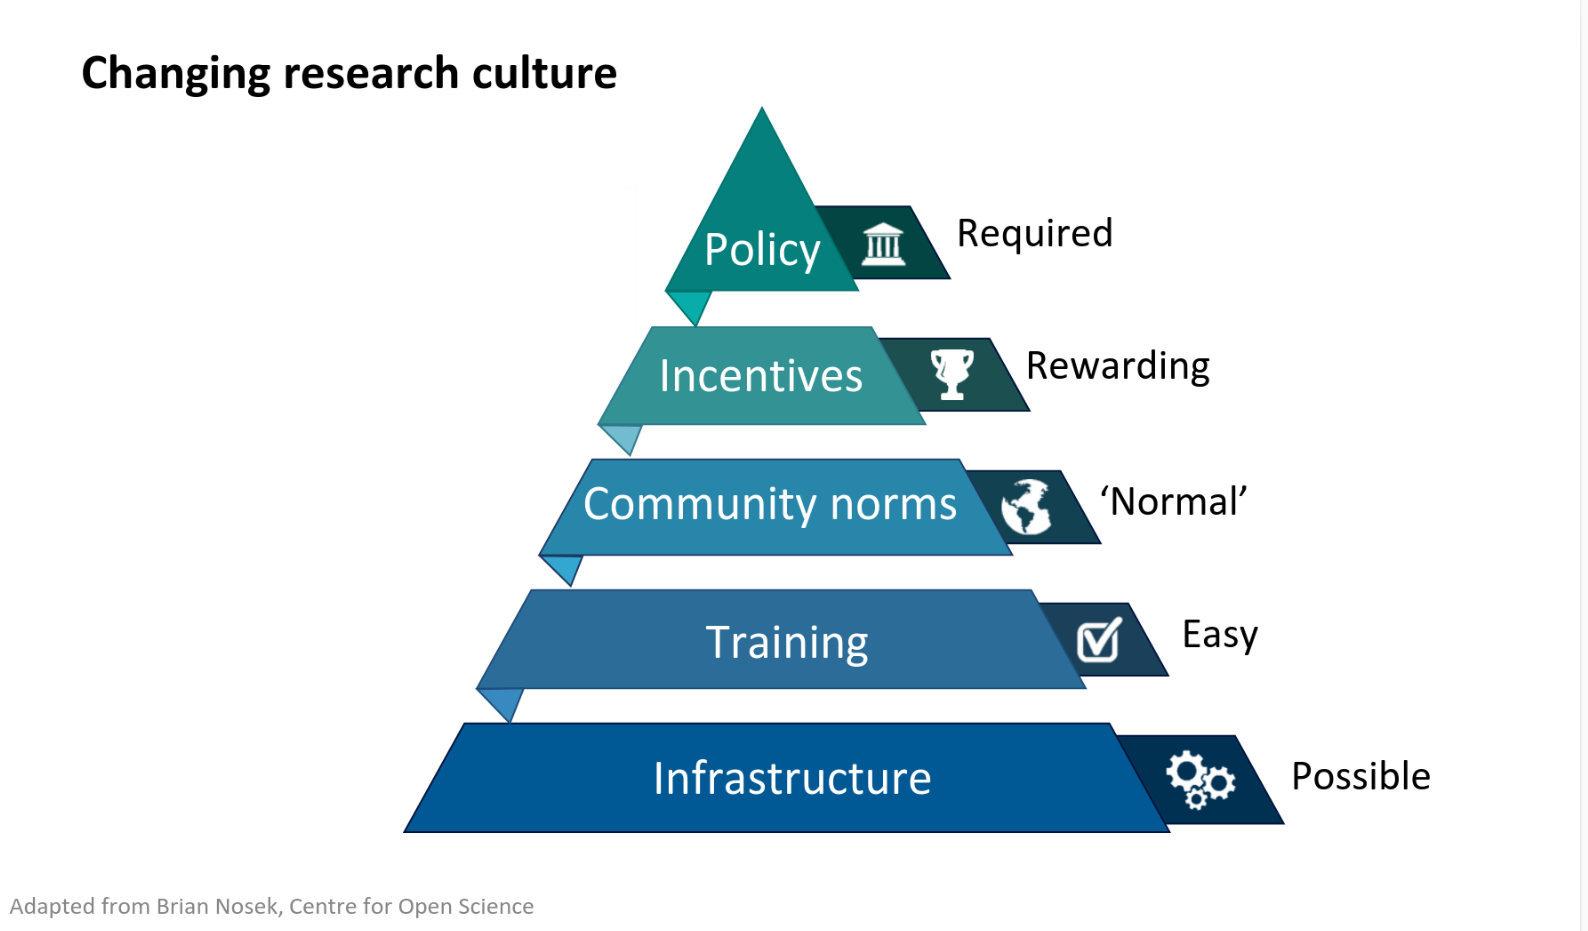 Changing research culture
Policy
Required
Incentives
Rewarding
Community norms
‘Normal’
Training
Easy
Infrastructure
Possible
Adapted from Brian Nosek, Centre for Open Science